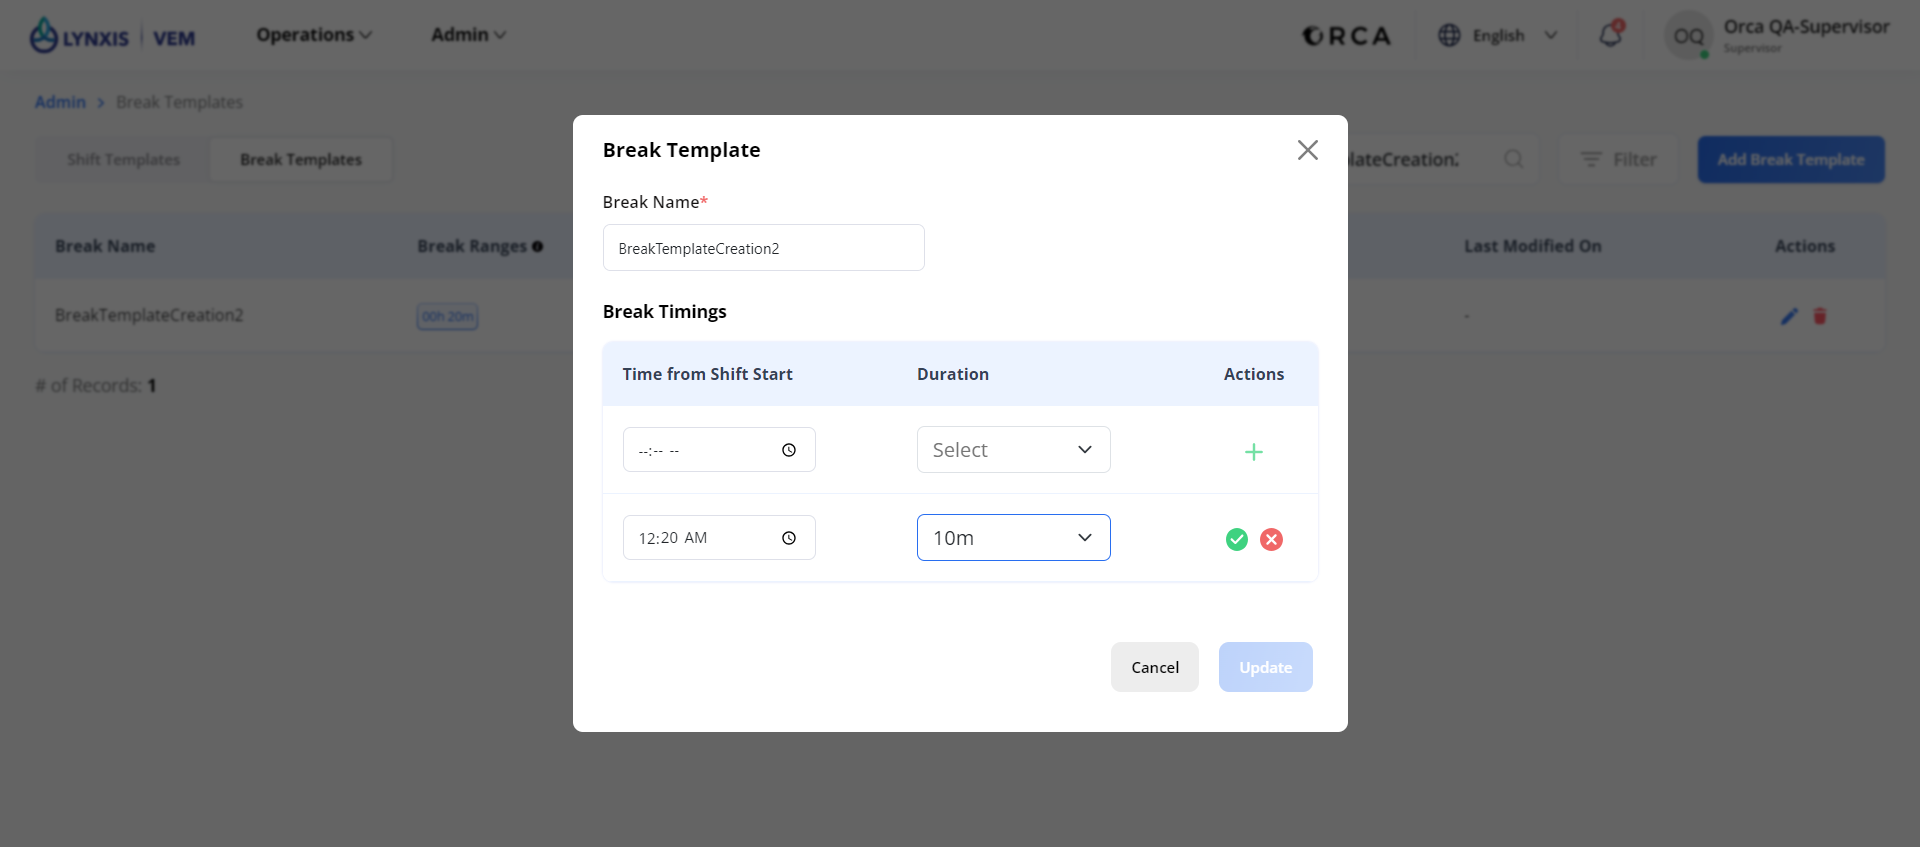 LYNXIS | VEM
Operations
Admin
ORCA
English
4
OQ
Orca QA-Supervisor
Supervisor
Admin > Break Templates
Shift Templates
Break Templates
lateCreation2
Filter
Add Break Template
Break Name
Break Ranges
Last Modified On
Actions
BreakTemplateCreation2
00h 20m
-
# of Records: 1
Break Template
Break Name*
BreakTemplateCreation2
Break Timings
Time from Shift Start
Duration
Actions
--:-- --
Select
12:20 AM
10m
Cancel
Update